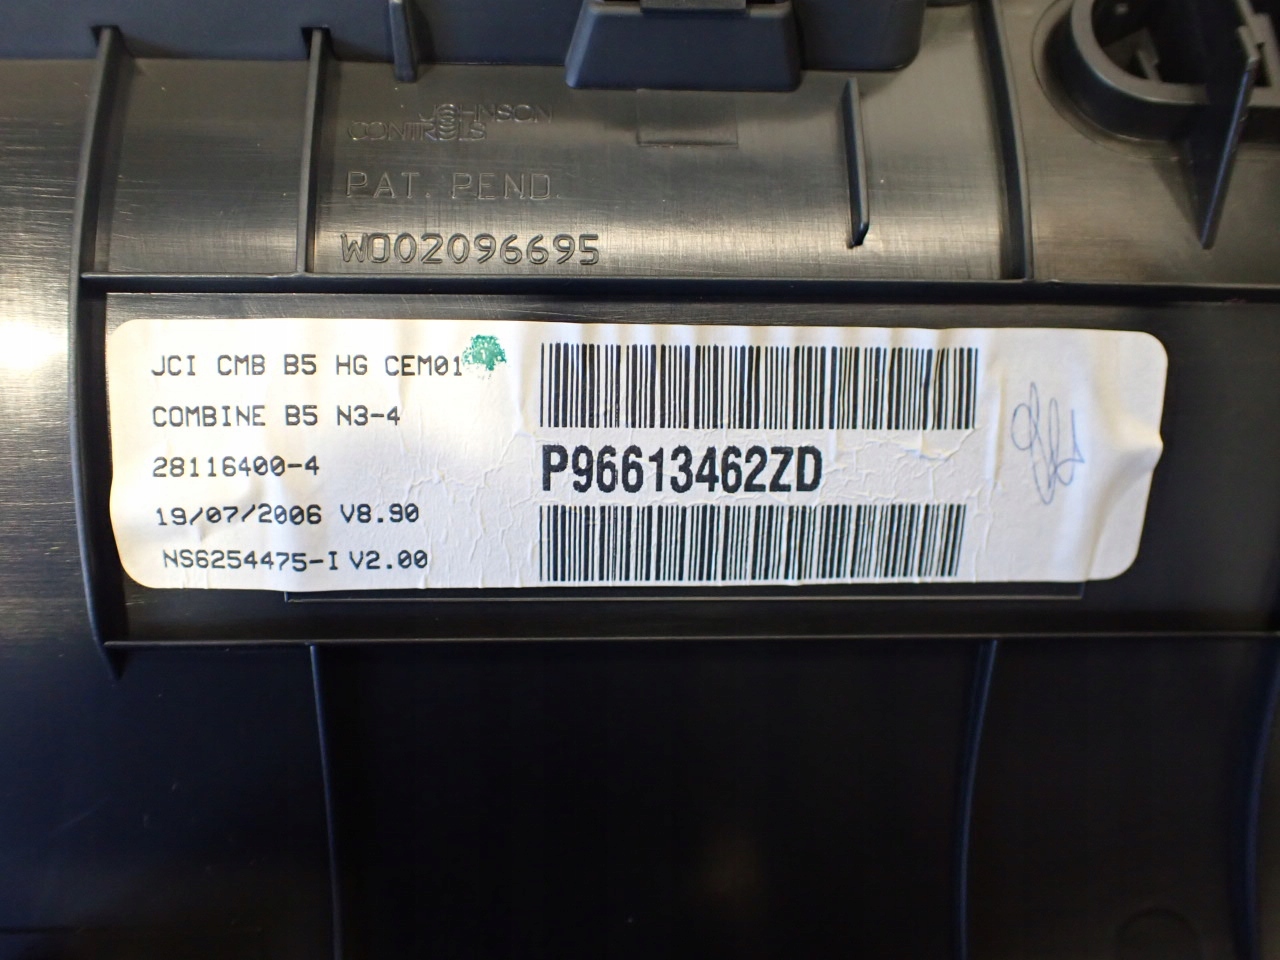 JOHNSON
CONTROLS
PAT. PEND.
WO02096695
JCI CMB B5 HG CEM01
COMBINE B5 N3-4
28116400-4
19/07/2006 V8.90
NS6254475-I V2.00
P96613462ZD